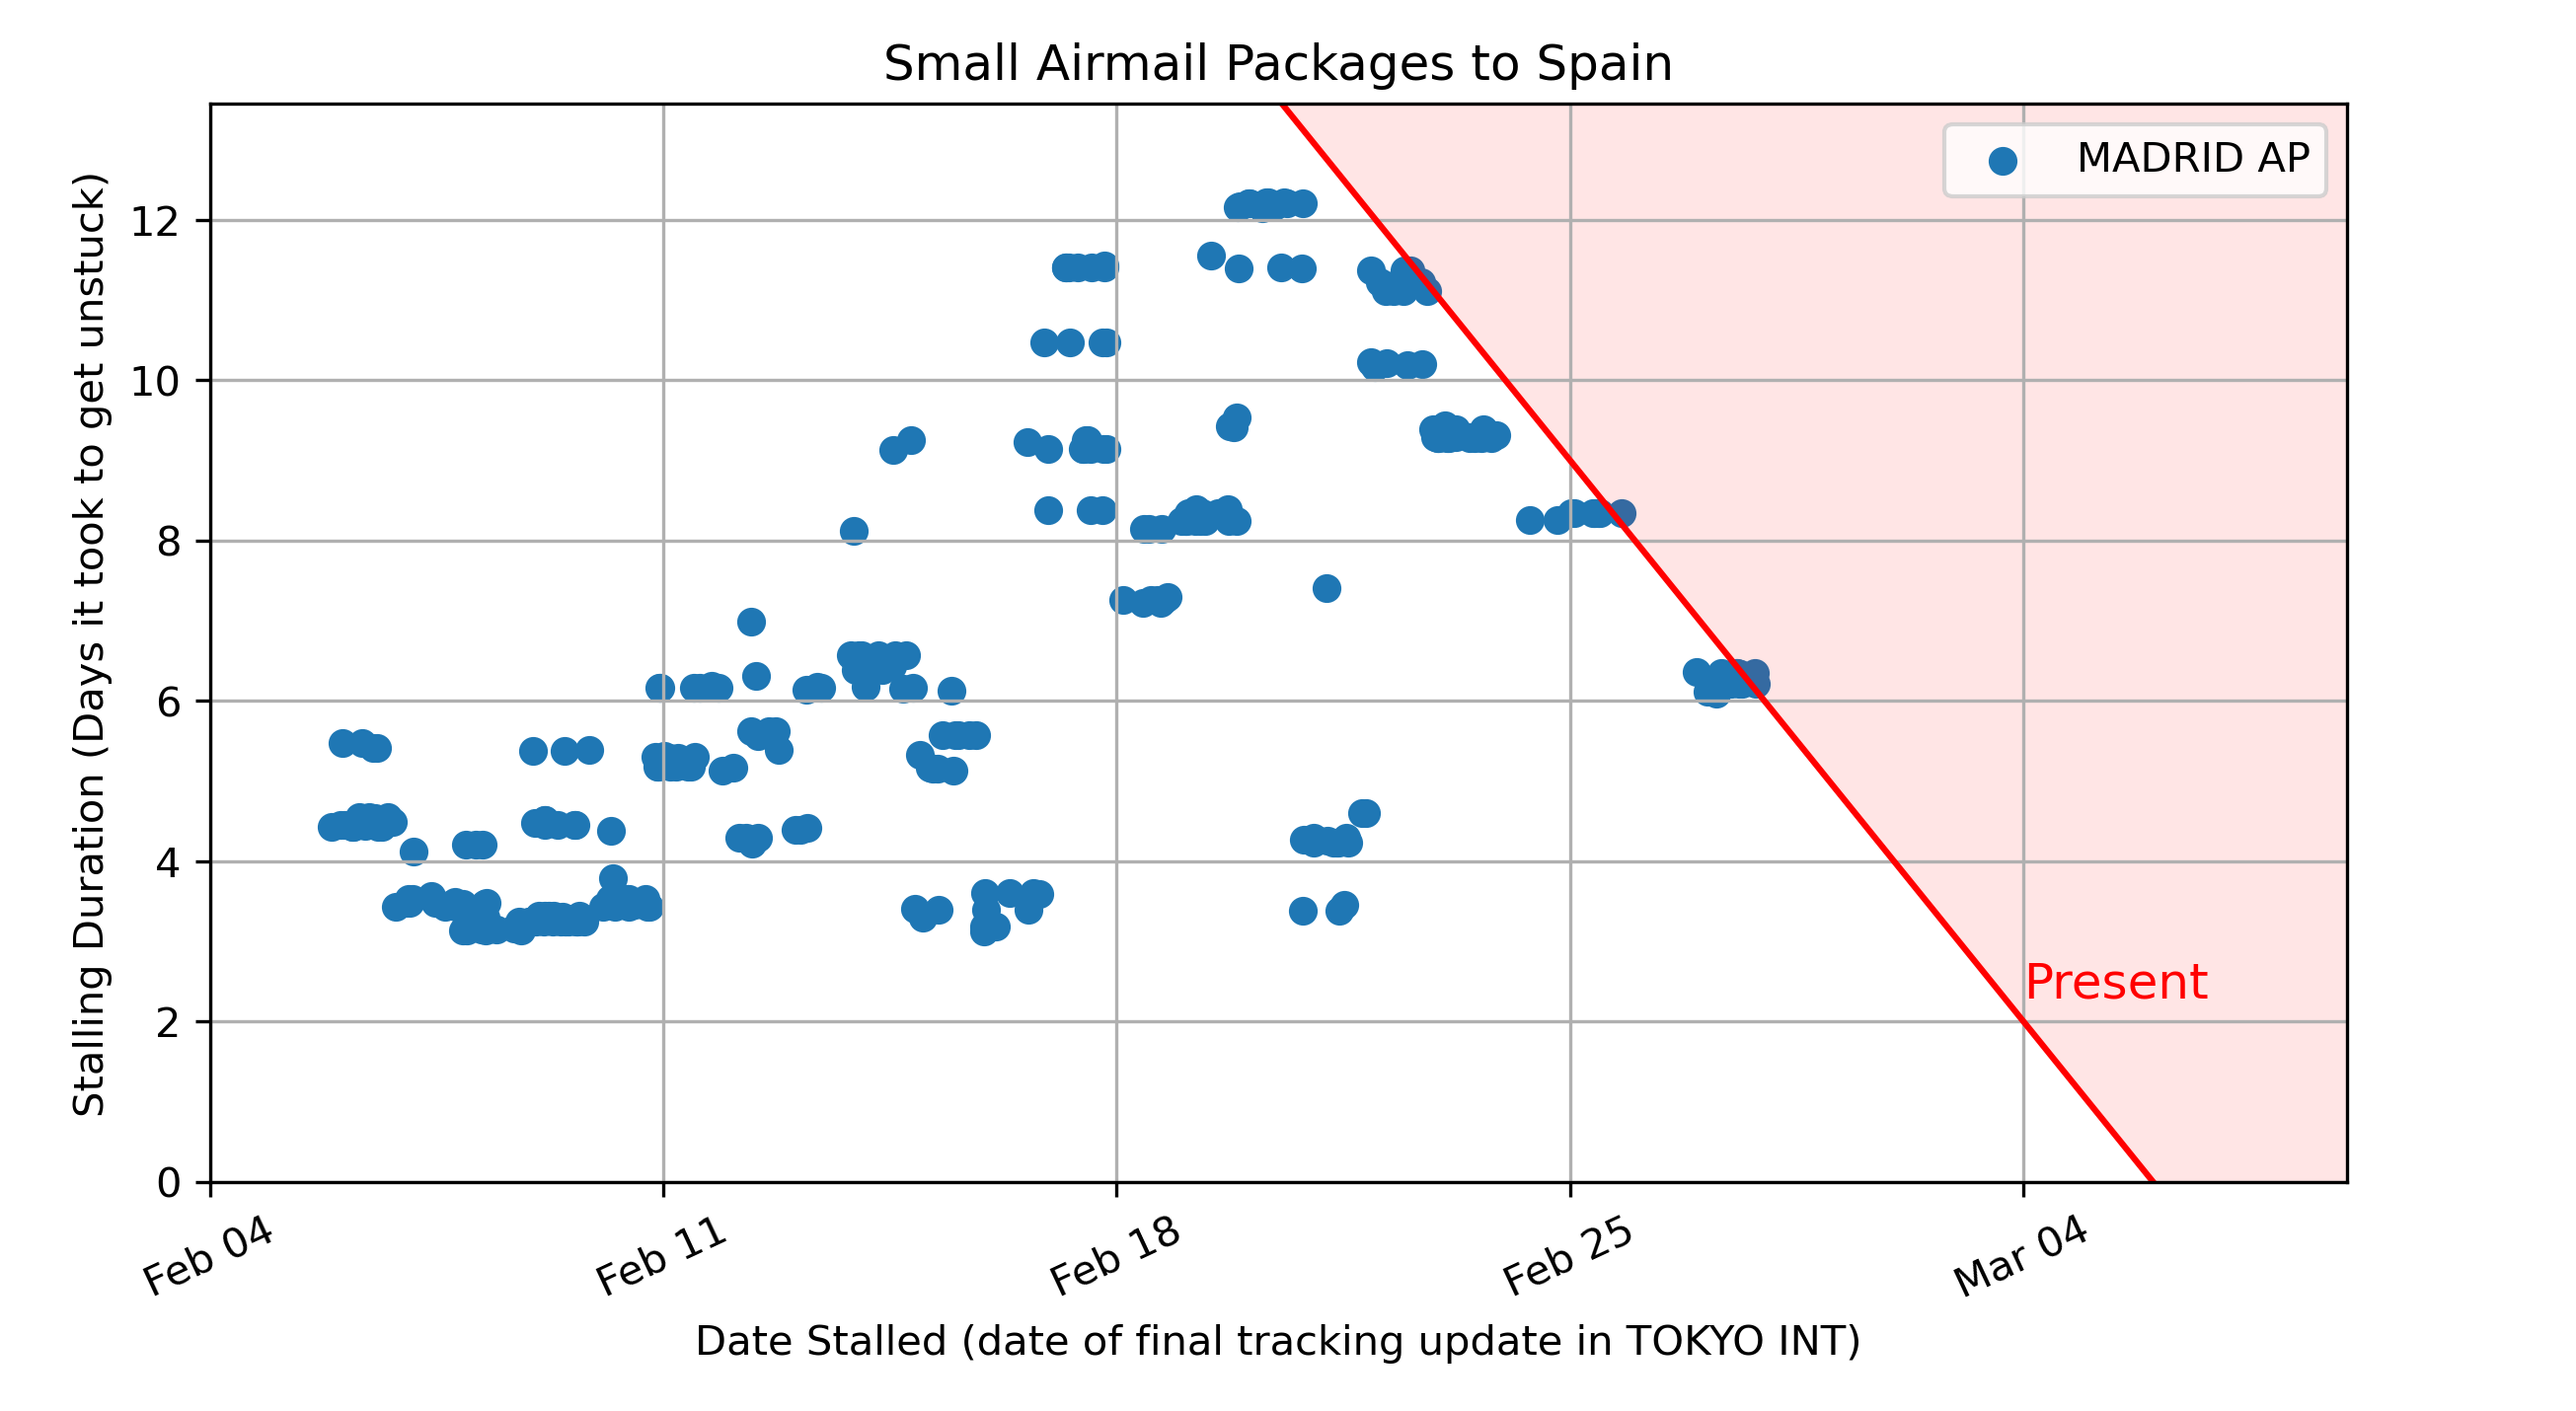 Small Airmail Packages to Spain
MADRID AP
Stalling Duration (Days it took to get unstuck)
12
10
8
6
4
2
0
Present
Feb 04
Feb 11
Feb 18
Feb 25
Mar 04
Date Stalled (date of final tracking update in TOKYO INT)